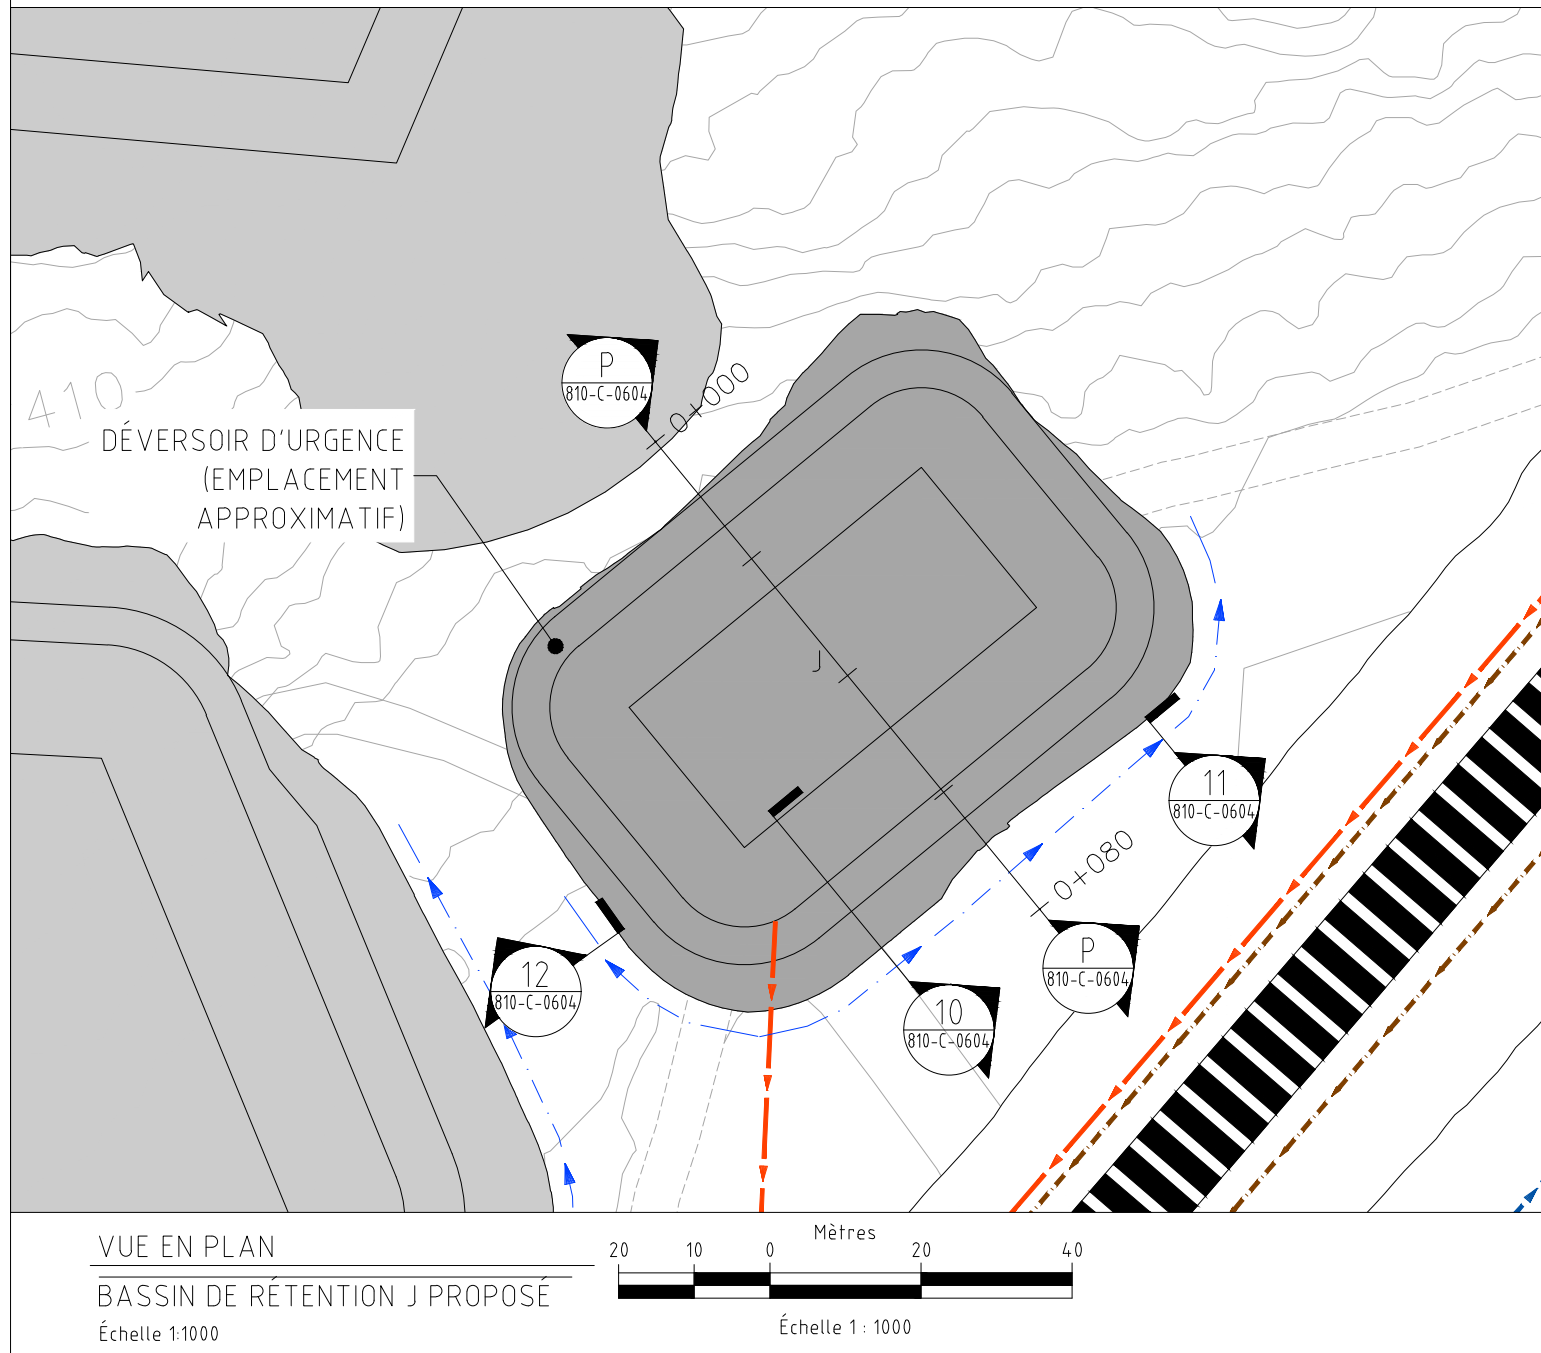 P
810-C-0604
0+000
410
DÉVERSOIR D'URGENCE
(EMPLACEMENT
APPROXIMATIF)
J
11
810-C-0604
0+080
P
810-C-0604
12
810-C-0604
10
810-C-0604
VUE EN PLAN
BASSIN DE RÉTENTION J PROPOSÉ
Échelle 1:1000
Mètres
20 10 0 20 40
Échelle 1 : 1000